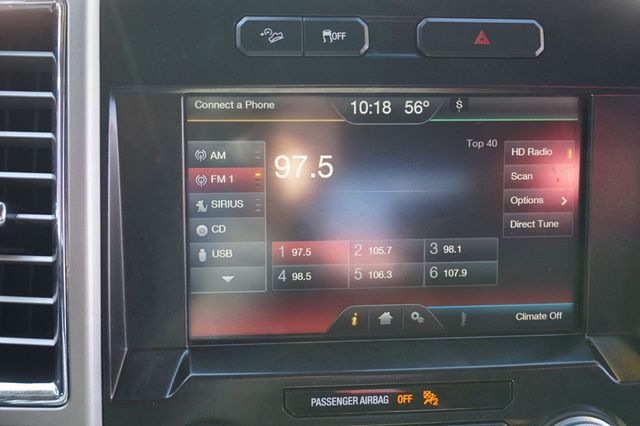 OFF
Connect a Phone
10:18 56°
S
Top 40
AM
97.5
HD Radio
FM 1
Scan
SIRIUS
Options
CD
Direct Tune
USB
1 97.5 2 105.7 3 98.1
4 98.5 5 106.3 6 107.9
i
Climate Off
PASSENGER AIRBAG OFF 2